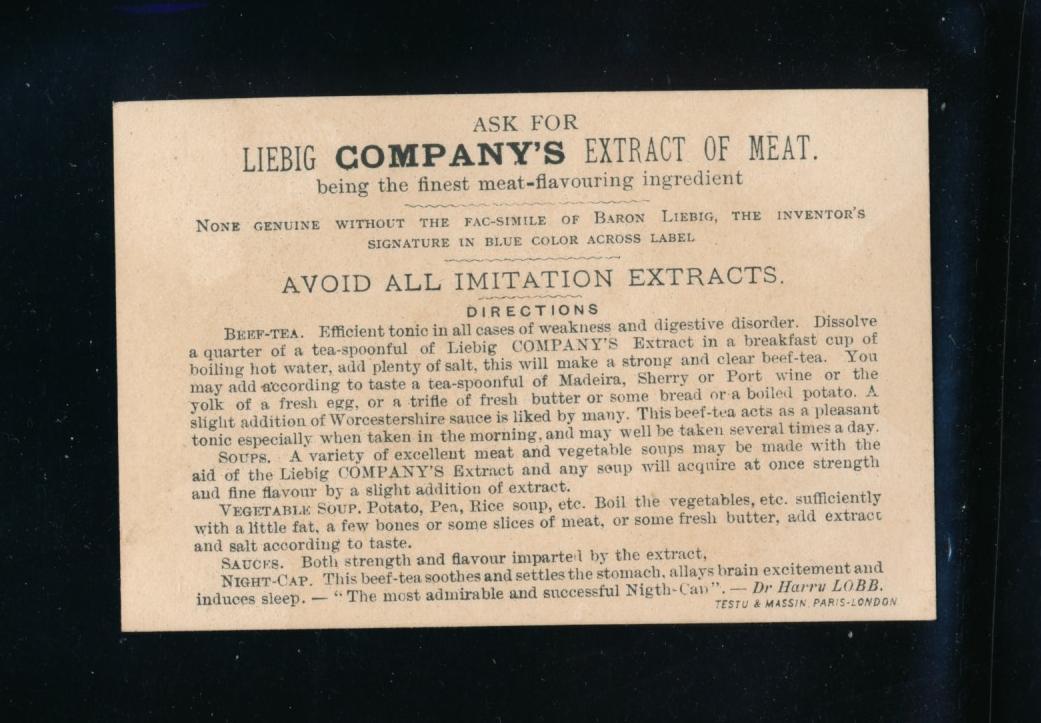 ASK FOR
LIEBIG COMPANY'S EXTRACT OF MEAT.
being the finest meat-flavouring ingredient
NONE GENUINE WITHOUT THE FAC-SIMILE OF BARON LIEBIG, THE INVENTOR'S
SIGNATURE IN BLUE COLOR ACROSS LABEL
AVOID ALL IMITATION EXTRACTS.
DIRECTIONS
BEEF-TEA. Efficient tonic in all cases of weakness and digestive disorder. Dissolve
a quarter of a tea-spoonful of Liebig COMPANY'S Extract in a breakfast cup of
boiling hot water, add plenty of salt, this will make a strong and clear beef-tea. You
may add according to taste a tea-spoonful of Madeira, Sherry or Port wine or the
yolk of a fresh egg, or a trifle of fresh butter or some bread or a boiled potato. A
slight addition of Worcestershire sauce is liked by many. This beef-tea acts as a pleasant
tonic especially when taken in the morning, and may well be taken several times a day.
SOUPS. A variety of excellent meat and vegetable soups may be made with the
aid of the Liebig COMPANY'S Extract and any soup will acquire at once strength
and fine flavour by a slight addition of extract.
VEGETABLE SOUP. Potato, Pea, Rice soup, etc. Boil the vegetables, etc. sufficiently
with a little fat, a few bones or some slices of meat, or some fresh butter, add extract
and salt according to taste.
SAUCES. Both strength and flavour imparted by the extract,
NIGHT-CAP. This beef-tea soothes and settles the stomach, allays brain excitement and
induces sleep. — "The most admirable and successful Nigth-Cap". — Dr Harry LOBB.
TESTU & MASSIN, PARIS-LONDON